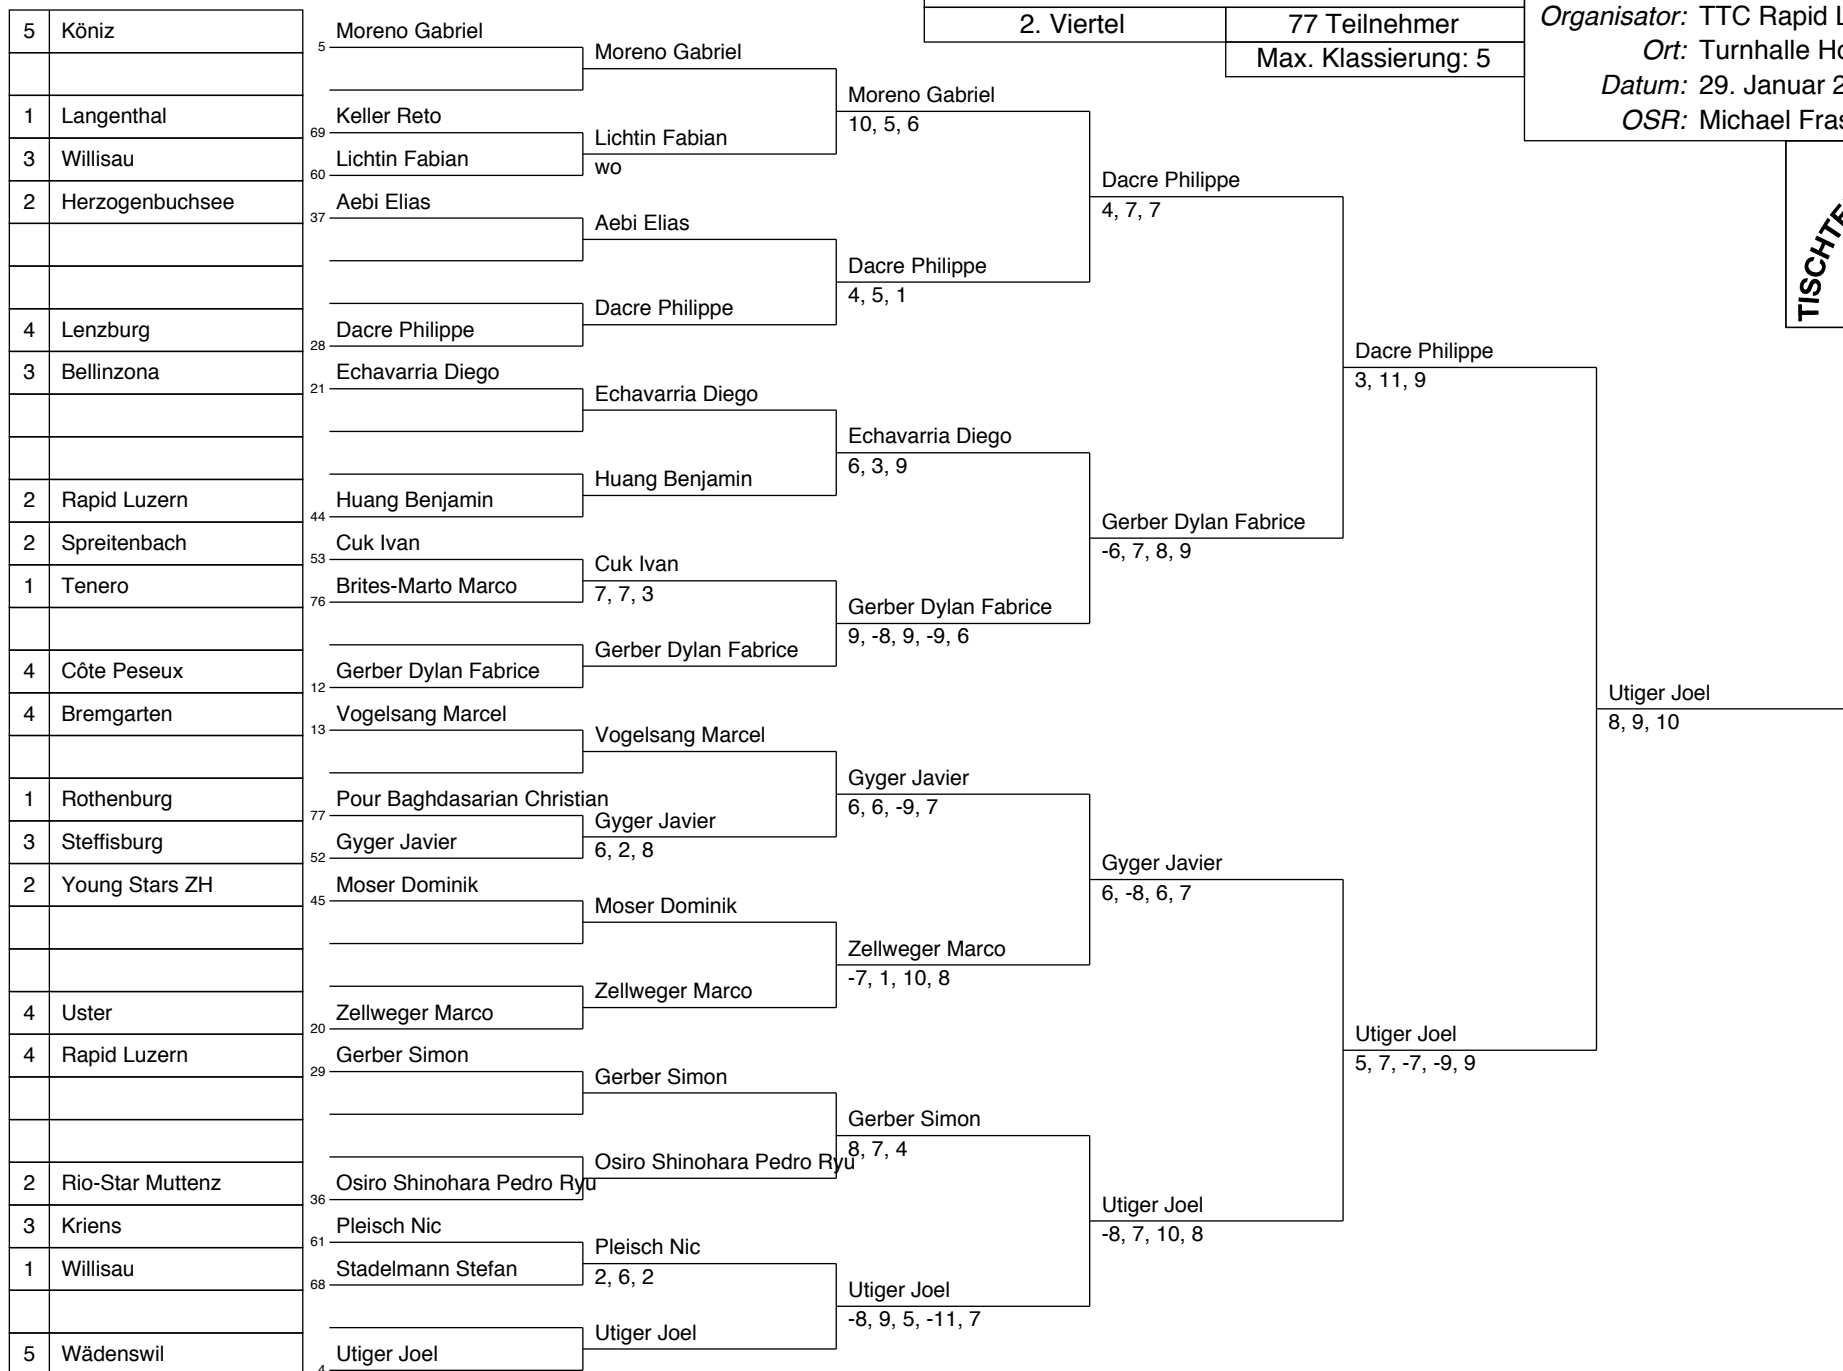 2. Viertel
77 Teilnehmer
Max. Klassierung: 5
Organisator: TTC Rapid
Ort: Turnhalle
Datum: 29. Januar
OSR: Michael
5 Köniz 5 Moreno Gabriel
Moreno Gabriel
Moreno Gabriel
10, 5, 6
1 Langenthal 69 Keller Reto
Lichtin Fabian
wo
3 Willisau 60 Lichtin Fabian
Dacre Philippe
4, 7, 7
2 Herzogenbuchsee 37 Aebi Elias
Aebi Elias
Dacre Philippe
4, 5, 1
Dacre Philippe
4 Lenzburg 28 Dacre Philippe
Dacre Philippe
3, 11, 9
3 Bellinzona 21 Echavarria Diego
Echavarria Diego
Echavarria Diego
6, 3, 9
Huang Benjamin
2 Rapid Luzern 44 Huang Benjamin
Gerber Dylan Fabrice
-6, 7, 8, 9
2 Spreitenbach 53 Cuk Ivan
Cuk Ivan
7, 7, 3
1 Tenero 76 Brites-Marto Marco
Gerber Dylan Fabrice
9, -8, 9, -9, 6
Gerber Dylan Fabrice
4 Côte Peseux 12 Gerber Dylan Fabrice
Utiger Joel
8, 9, 10
4 Bremgarten 13 Vogelsang Marcel
Vogelsang Marcel
Gyger Javier
6, 6, -9, 7
1 Rothenburg 77 Pour Baghdasarian Christian
Gyger Javier
6, 2, 8
3 Steffisburg 52 Gyger Javier
Gyger Javier
6, -8, 6, 7
2 Young Stars ZH 45 Moser Dominik
Moser Dominik
Zellweger Marco
-7, 1, 10, 8
Zellweger Marco
4 Uster 20 Zellweger Marco
Utiger Joel
5, 7, -7, -9, 9
4 Rapid Luzern 29 Gerber Simon
Gerber Simon
Gerber Simon
8, 7, 4
Osiro Shinohara Pedro Ryu
2 Rio-Star Muttenz 36 Osiro Shinohara Pedro Ryu
Utiger Joel
-8, 7, 10, 8
3 Kriens 61 Pleisch Nic
Pleisch Nic
2, 6, 2
1 Willisau 68 Stadelmann Stefan
Utiger Joel
-8, 9, 5, -11, 7
Utiger Joel
5 Wädenswil 4 Utiger Joel